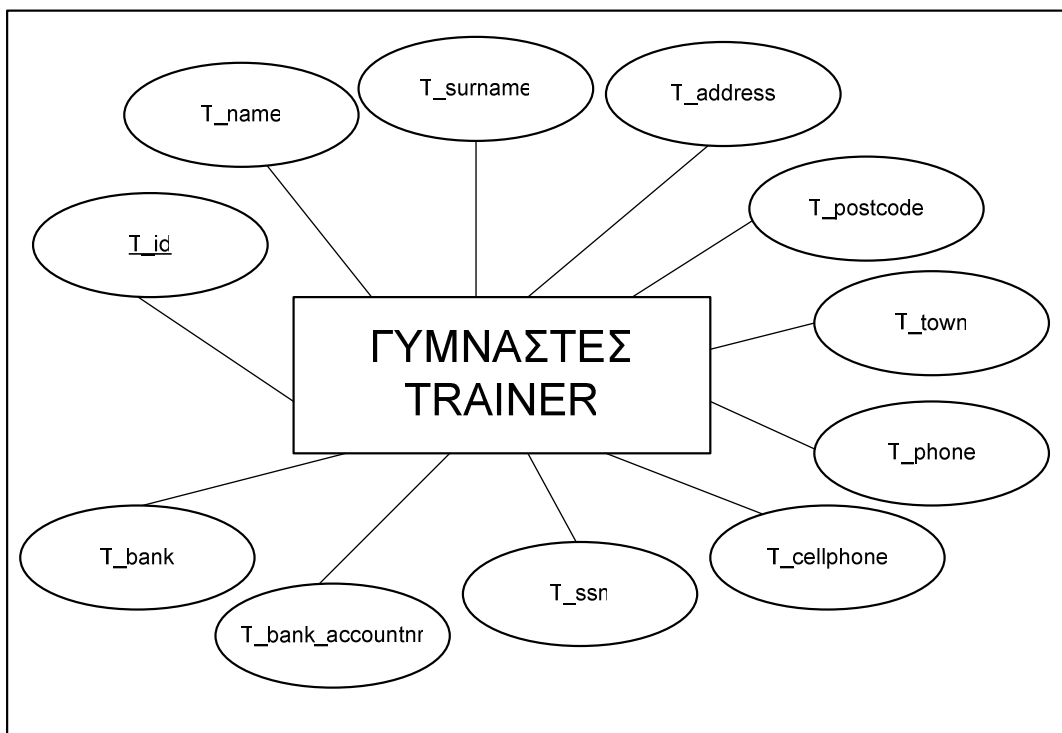 T_surname
T_address
T_name
T_postcode
T_id
T_town
ΓΥΜΝΑΣΤΕΣ
TRAINER
T_phone
T_bank
T_cellphone
T_ssn
T_bank_accountnr